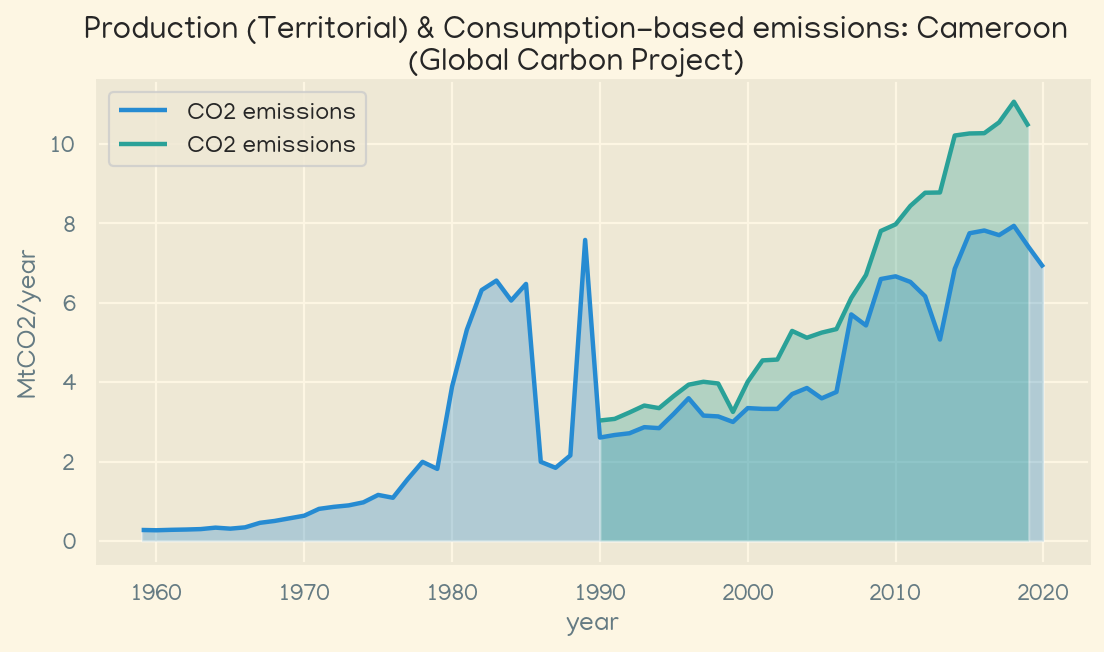 Production (Territorial) & Consumption-based emissions: Cameroon
(Global Carbon Project)
CO2 emissions
CO2 emissions
10
8
6
4
2
0
MtCO2/year
1960 1970 1980 1990 2000 2010 2020
year